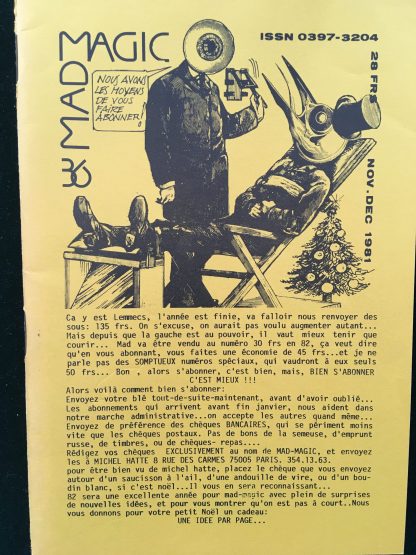 MAD MAGIC
ISSN 0397-3204
28 FRS
NOV.DEC 1981
NOUS AVONS
LES MOYENS
DE VOUS
FAIRE
ABONNER!
Ca y est Lemmecs, l'année est finie, va falloir nous renvoyer des
sous: 135 frs. On s'excuse, on aurait pas voulu augmenter autant...
Mais depuis que la gauche est au pouvoir, il vaut mieux tenir que
courir... Mad va être vendu au numéro 30 frs en 82, ça veut dire
qu'en vous abonnant, vous faites une économie de 45 frs...et je ne
parle pas des SOMPTUEUX numéros spéciaux, qui vaudront à eux seuls
50 frs... Bon , alors s'abonner, c'est bien, mais, BIEN S'ABONNER
C'EST MIEUX !!!
Alors voilà comment bien s'abonner:
Envoyez votre blé tout-de-suite-maintenant, avant d'avoir oublié...
Les abonnements qui arrivent avant fin janvier, nous aident dans
notre marche administrative...on accepte les autres quand même...
Envoyez de préférence des chèques BANCAIRES, qui se périment moins
vite que les chèques postaux. Pas de bons de la semeuse, d'emprunt
russe, de timbres, ou de chèques- repas....
Rédigez vos chèques EXCLUSIVEMENT au nom de MAD-MAGIC, et envoyez
les à MICHEL HATTE 8 RUE DES CARMES 75005 PARIS. 354.13.63.
pour être bien vu de michel hatte, placez le chèque que vous envoyez
autour d'un saucisson à l'ail, d'une andouille de vire, ou d'un bou-
din blanc, si c'est noël...Il vous en sera reconnaissant...
82 sera une excellente année pour mad-magic avec plein de surprises
de nouvelles idées, et pour vous montrer qu'on est pas à court..Nous
vous donnons pour votre petit Noël un cadeau:
UNE IDEE PAR PAGE...